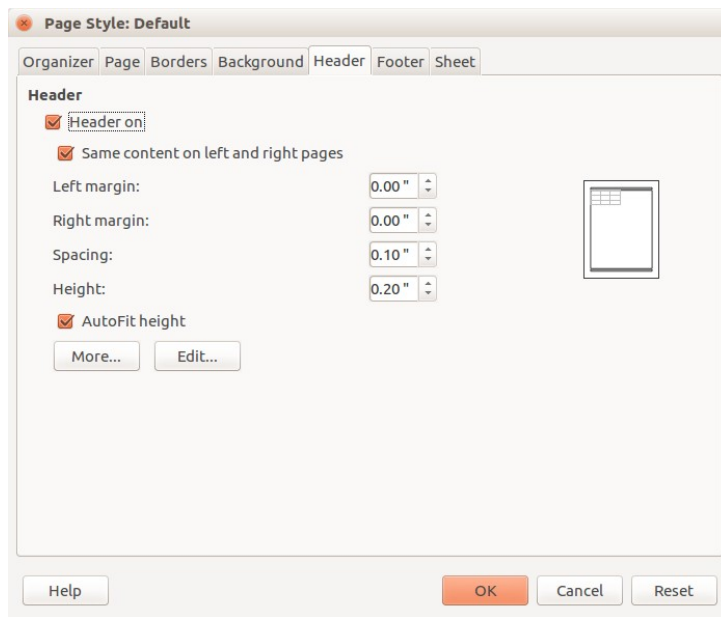 Page Style: Default
Organizer Page Borders Background Header Footer Sheet
Header
Header on
Same content on left and right pages
Left margin: 0.00 "
Right margin: 0.00 "
Spacing: 0.10 "
Height: 0.20 "
AutoFit height
More... Edit...
Help OK Cancel Reset